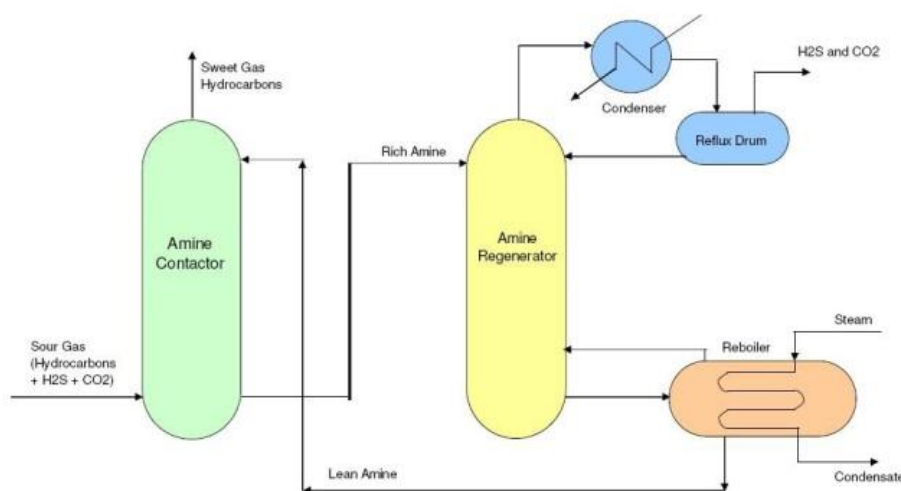 Sweet Gas
Hydrocarbons
H2S and CO2
Condenser
Reflux Drum
Rich Amine
Amine
Contactor
Amine
Regenerator
Sour Gas
(Hydrocarbons
+ H2S + CO2)
Steam
Reboiler
Lean Amine
Condensate